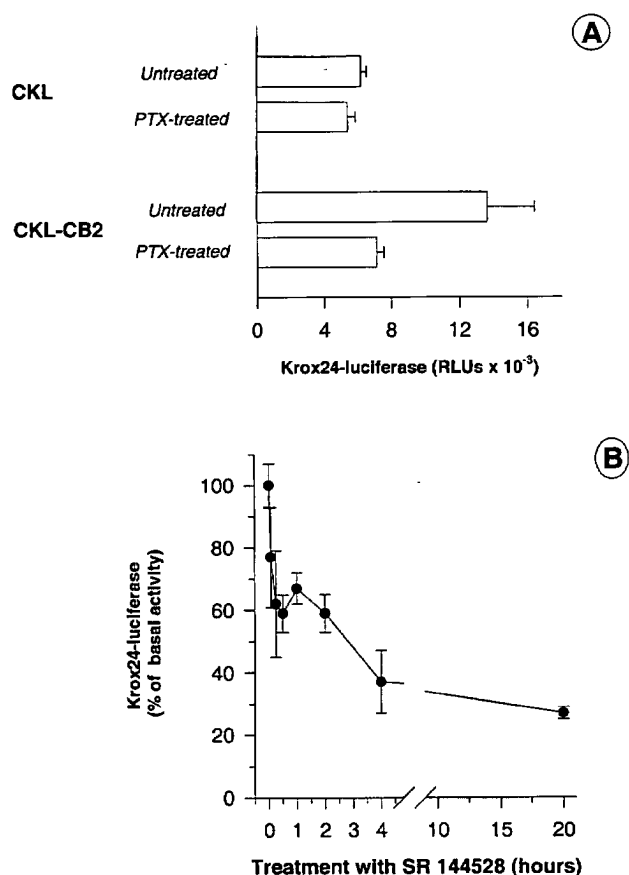 A
CKL
Untreated
PTX-treated
CKL-CB2
Untreated
PTX-treated
0 4 8 12 16
Krox24-luciferase (RLUs x 10-3)
B
Krox24-luciferase
(% of basal activity)
100
80
60
40
20
0
0 1 2 3 4 10 20
Treatment with SR 144528 (hours)